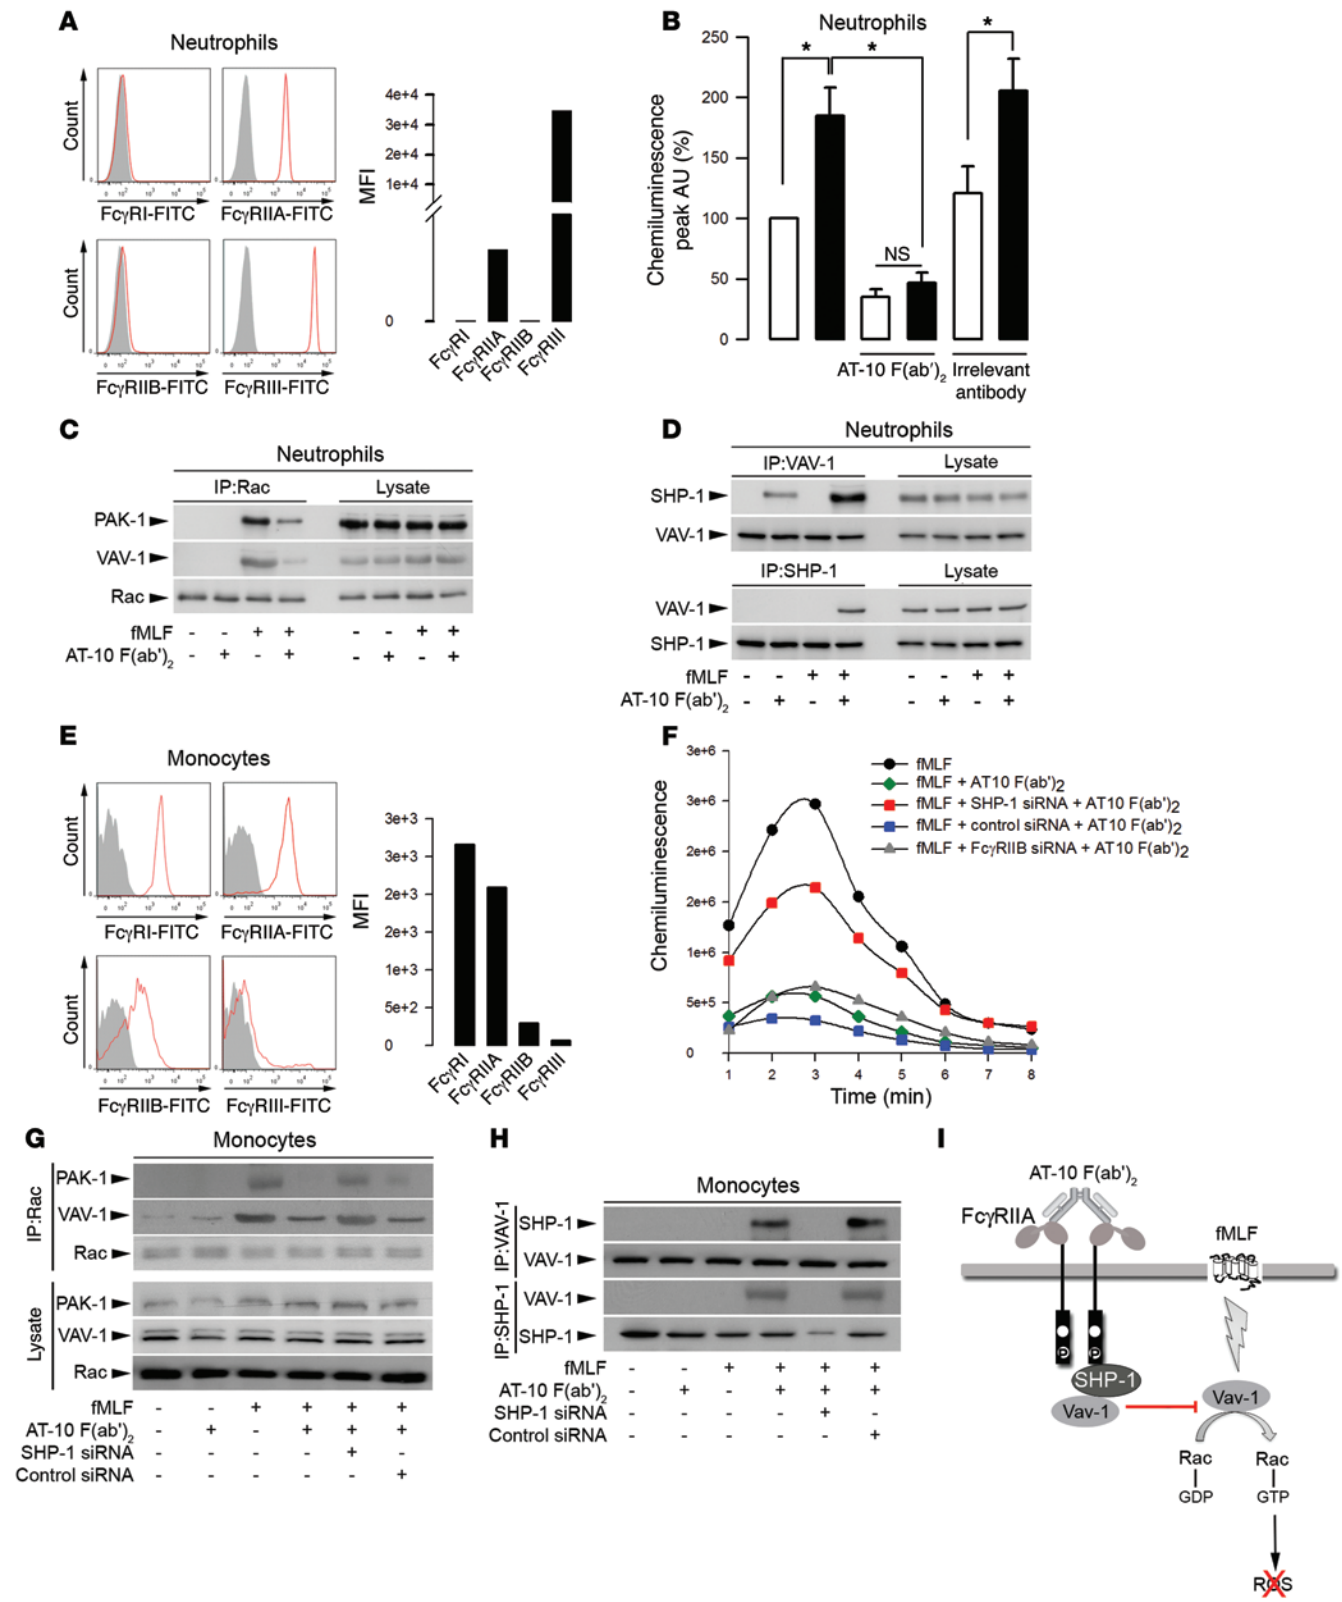 A
Neutrophils
Count
FcγRI-FITC
FcγRIIA-FITC
Count
FcγRIIB-FITC
FcγRIII-FITC
MFI
4e+4
3e+4
2e+4
1e+4
0
FcγRI
FcγRIIA
FcγRIIB
FcγRIII
B
Neutrophils
Chemiluminescence
peak AU (%)
250
200
150
100
50
0
*
*
*
NS
AT-10 F(ab')2
Irrelevant
antibody
C
Neutrophils
IP:Rac
Lysate
PAK-1
VAV-1
Rac
fMLF - - + + - - + +
AT-10 F(ab')2 - + - + - + - +
D
Neutrophils
IP:VAV-1
Lysate
SHP-1
VAV-1
IP:SHP-1
Lysate
VAV-1
SHP-1
fMLF - - + + - - + +
AT-10 F(ab')2 - + - + - + - +
E
Monocytes
Count
FcγRI-FITC
FcγRIIA-FITC
Count
FcγRIIB-FITC
FcγRIII-FITC
MFI
3e+3
3e+3
2e+3
2e+3
1e+3
5e+2
0
FcγRI
FcγRIIA
FcγRIIB
FcγRIII
F
Chemiluminescence
3e+6
3e+6
2e+6
2e+6
1e+6
5e+5
0
1 2 3 4 5 6 7 8
Time (min)
fMLF
fMLF + AT10 F(ab')2
fMLF + SHP-1 siRNA + AT10 F(ab')2
fMLF + control siRNA + AT10 F(ab')2
fMLF + FcγRIIB siRNA + AT10 F(ab')2
G
Monocytes
IP:Rac
PAK-1
VAV-1
Rac
Lysate
PAK-1
VAV-1
Rac
fMLF - - + + + +
AT-10 F(ab')2 - + - + + +
SHP-1 siRNA - - - - + -
Control siRNA - - - - - +
H
Monocytes
IP:VAV-1
SHP-1
VAV-1
IP:SHP-1
VAV-1
SHP-1
fMLF - - + + + +
AT-10 F(ab')2 - + - + + +
SHP-1 siRNA - - - - + -
Control siRNA - - - - - +
I
AT-10 F(ab')2
FcγRIIA
fMLF
P P
SHP-1
Vav-1
Vav-1
Rac
GDP
Rac
GTP
ROS